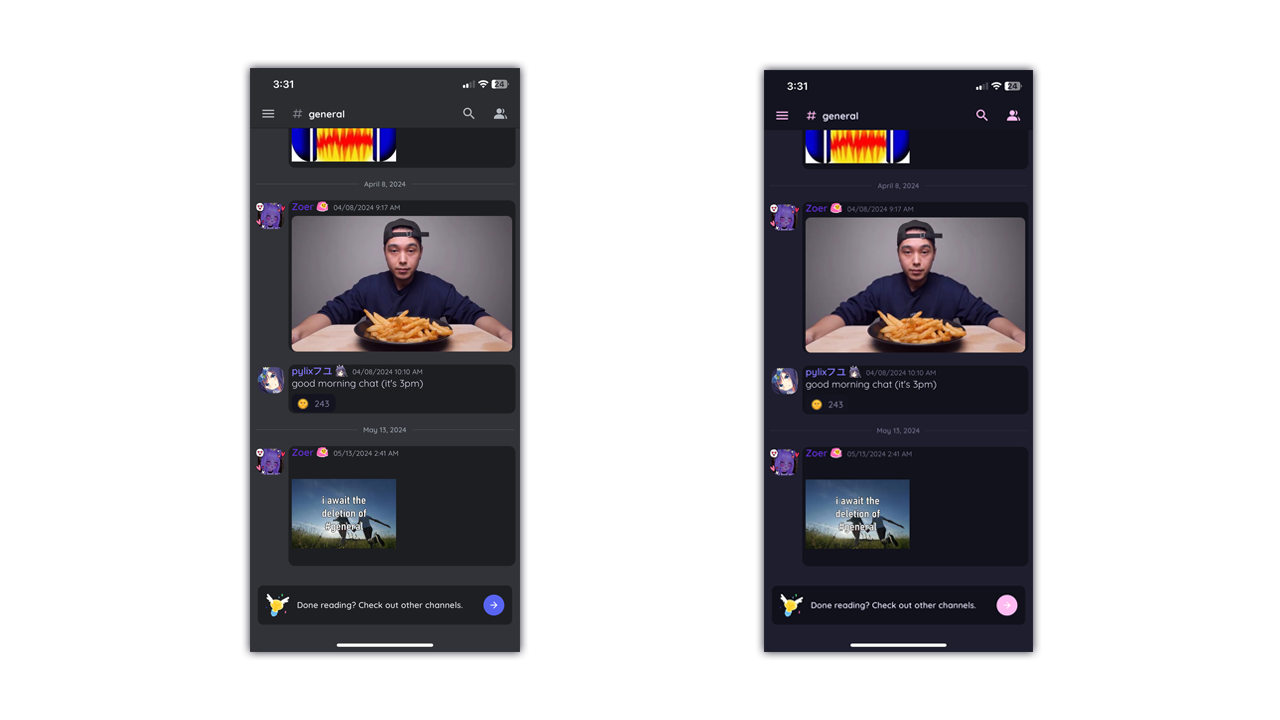 3:31
24
# general
April 8, 2024
Zoer 04/08/2024 9:17 AM
pylixフユ 04/08/2024 10:10 AM
good morning chat (it's 3pm)
243
May 13, 2024
Zoer 05/13/2024 2:41 AM
i await the
deletion of
#general
Done reading? Check out other channels.
3:31
24
# general
April 8, 2024
Zoer 04/08/2024 9:17 AM
pylixフユ 04/08/2024 10:10 AM
good morning chat (it's 3pm)
243
May 13, 2024
Zoer 05/13/2024 2:41 AM
i await the
deletion of
#general
Done reading? Check out other channels.